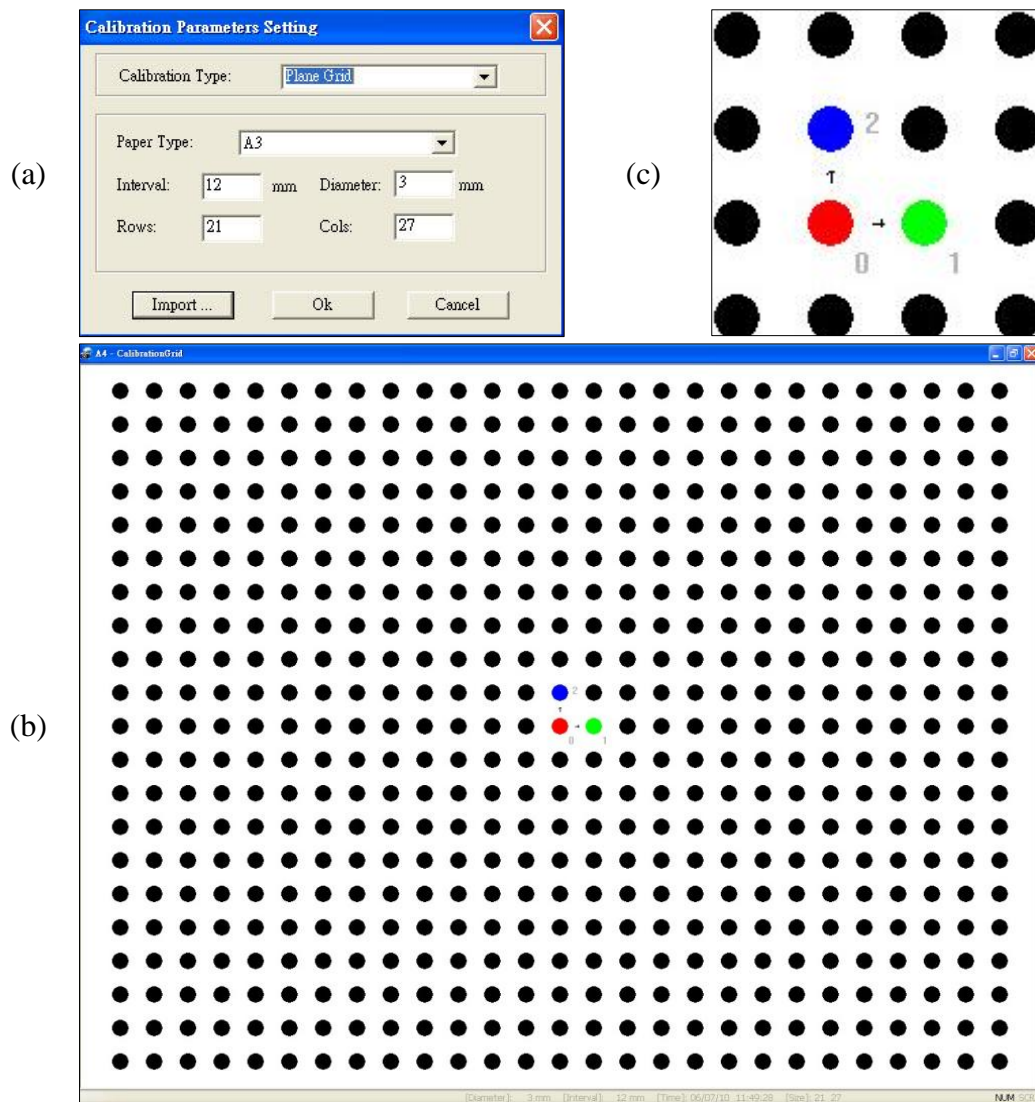 Calibration Parameters Setting
Calibration Type: Plane Grid
Paper Type: A3
Interval: 12 mm Diameter: 3 mm
Rows: 21 Cols: 27
Import ... Ok Cancel
(a)
2
0 1
(c)
A4 - CalibrationGrid
2
0 1
(b)
[Diameter]: 3 mm [Interval]: 12 mm [Time]: 06/07/10 11:49:28 [Size]: 21 27 NUM